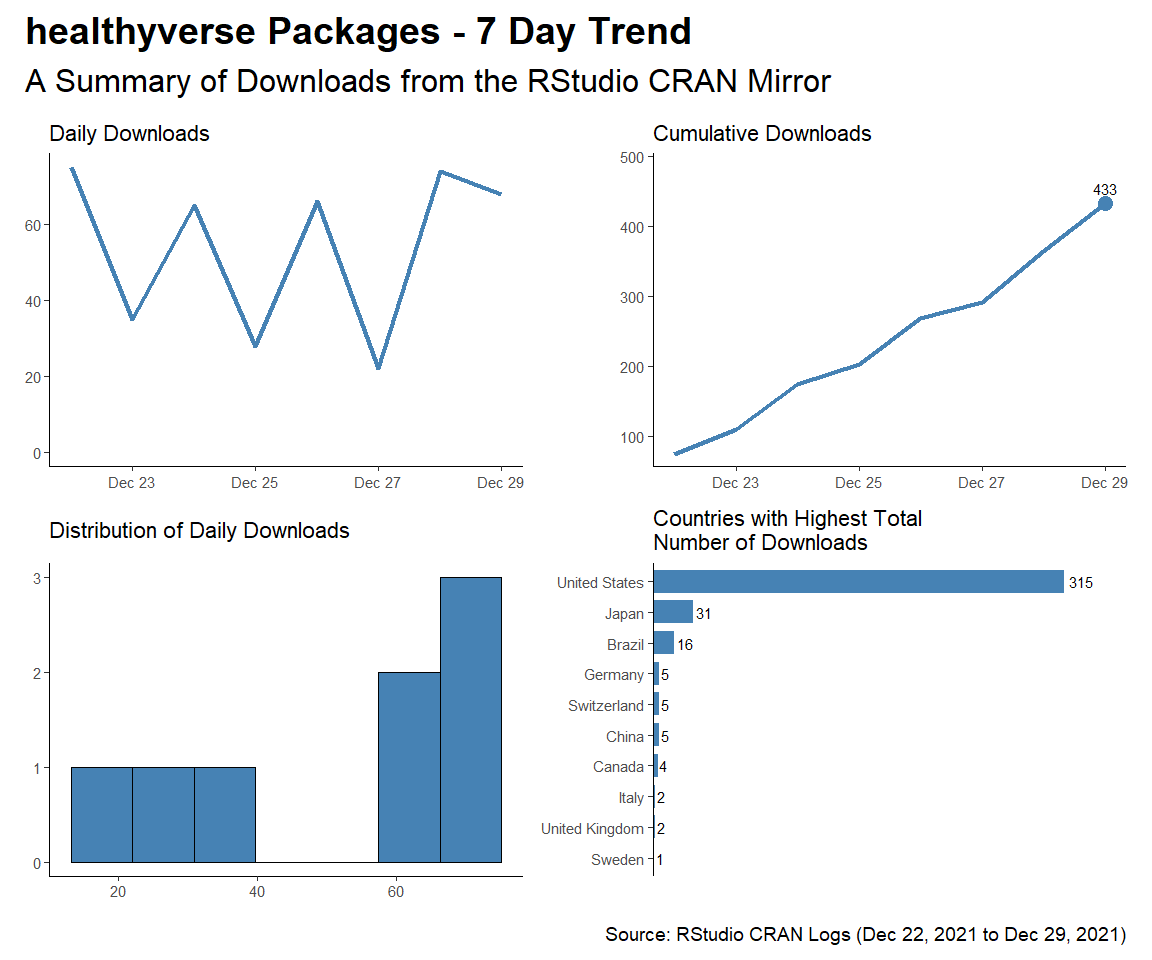 healthyverse Packages - 7 Day Trend
A Summary of Downloads from the RStudio CRAN Mirror
Daily Downloads
60
40
20
0
Dec 23
Dec 25
Dec 27
Dec 29
Cumulative Downloads
500
400
300
200
100
433
Dec 23
Dec 25
Dec 27
Dec 29
Distribution of Daily Downloads
3
2
1
0
20
40
60
Countries with Highest Total
Number of Downloads
United States 315
Japan 31
Brazil 16
Germany 5
Switzerland 5
China 5
Canada 4
Italy 2
United Kingdom 2
Sweden 1
Source: RStudio CRAN Logs (Dec 22, 2021 to Dec 29, 2021)